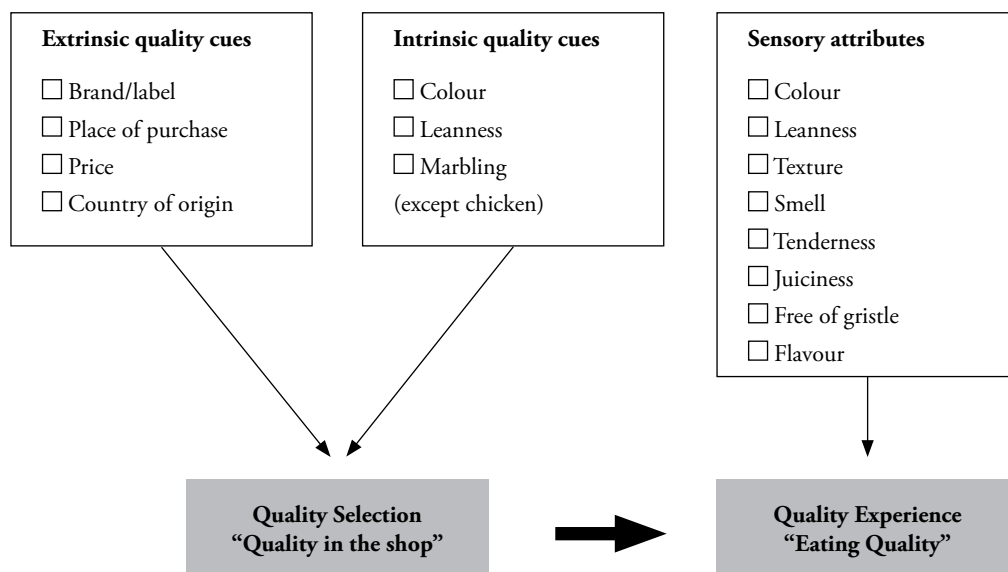 Extrinsic quality cues
☐ Brand/label
☐ Place of purchase
☐ Price
☐ Country of origin
Intrinsic quality cues
☐ Colour
☐ Leanness
☐ Marbling
(except chicken)
Sensory attributes
☐ Colour
☐ Leanness
☐ Texture
☐ Smell
☐ Tenderness
☐ Juiciness
☐ Free of gristle
☐ Flavour
Quality Selection
“Quality in the shop”
Quality Experience
“Eating Quality”